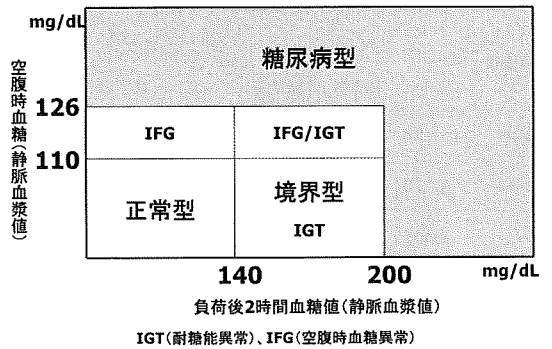 mg/dL
糖尿病型
空腹時血糖(静脈血漿値)
126
IFG
IFG/IGT
110
正常型
境界型
IGT
140
200
mg/dL
負荷後2時間血糖値(静脈血漿値)
IGT(耐糖能異常)、IFG(空腹時血糖異常)